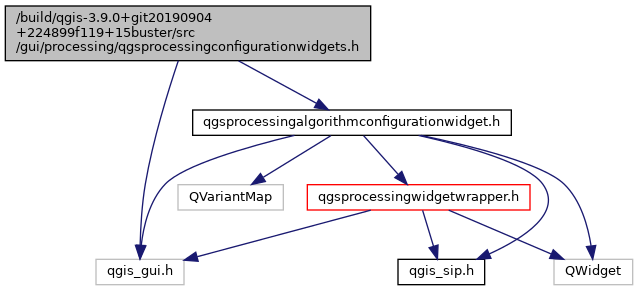 /build/qgis-3.9.0+git20190904
+224899f119+15buster/src
/gui/processing/qgsprocessingconfigurationwidgets.h
qgsprocessingalgorithmconfigurationwidget.h
QVariantMap
qgsprocessingwidgetwrapper.h
qgis_gui.h
qgis_sip.h
QWidget